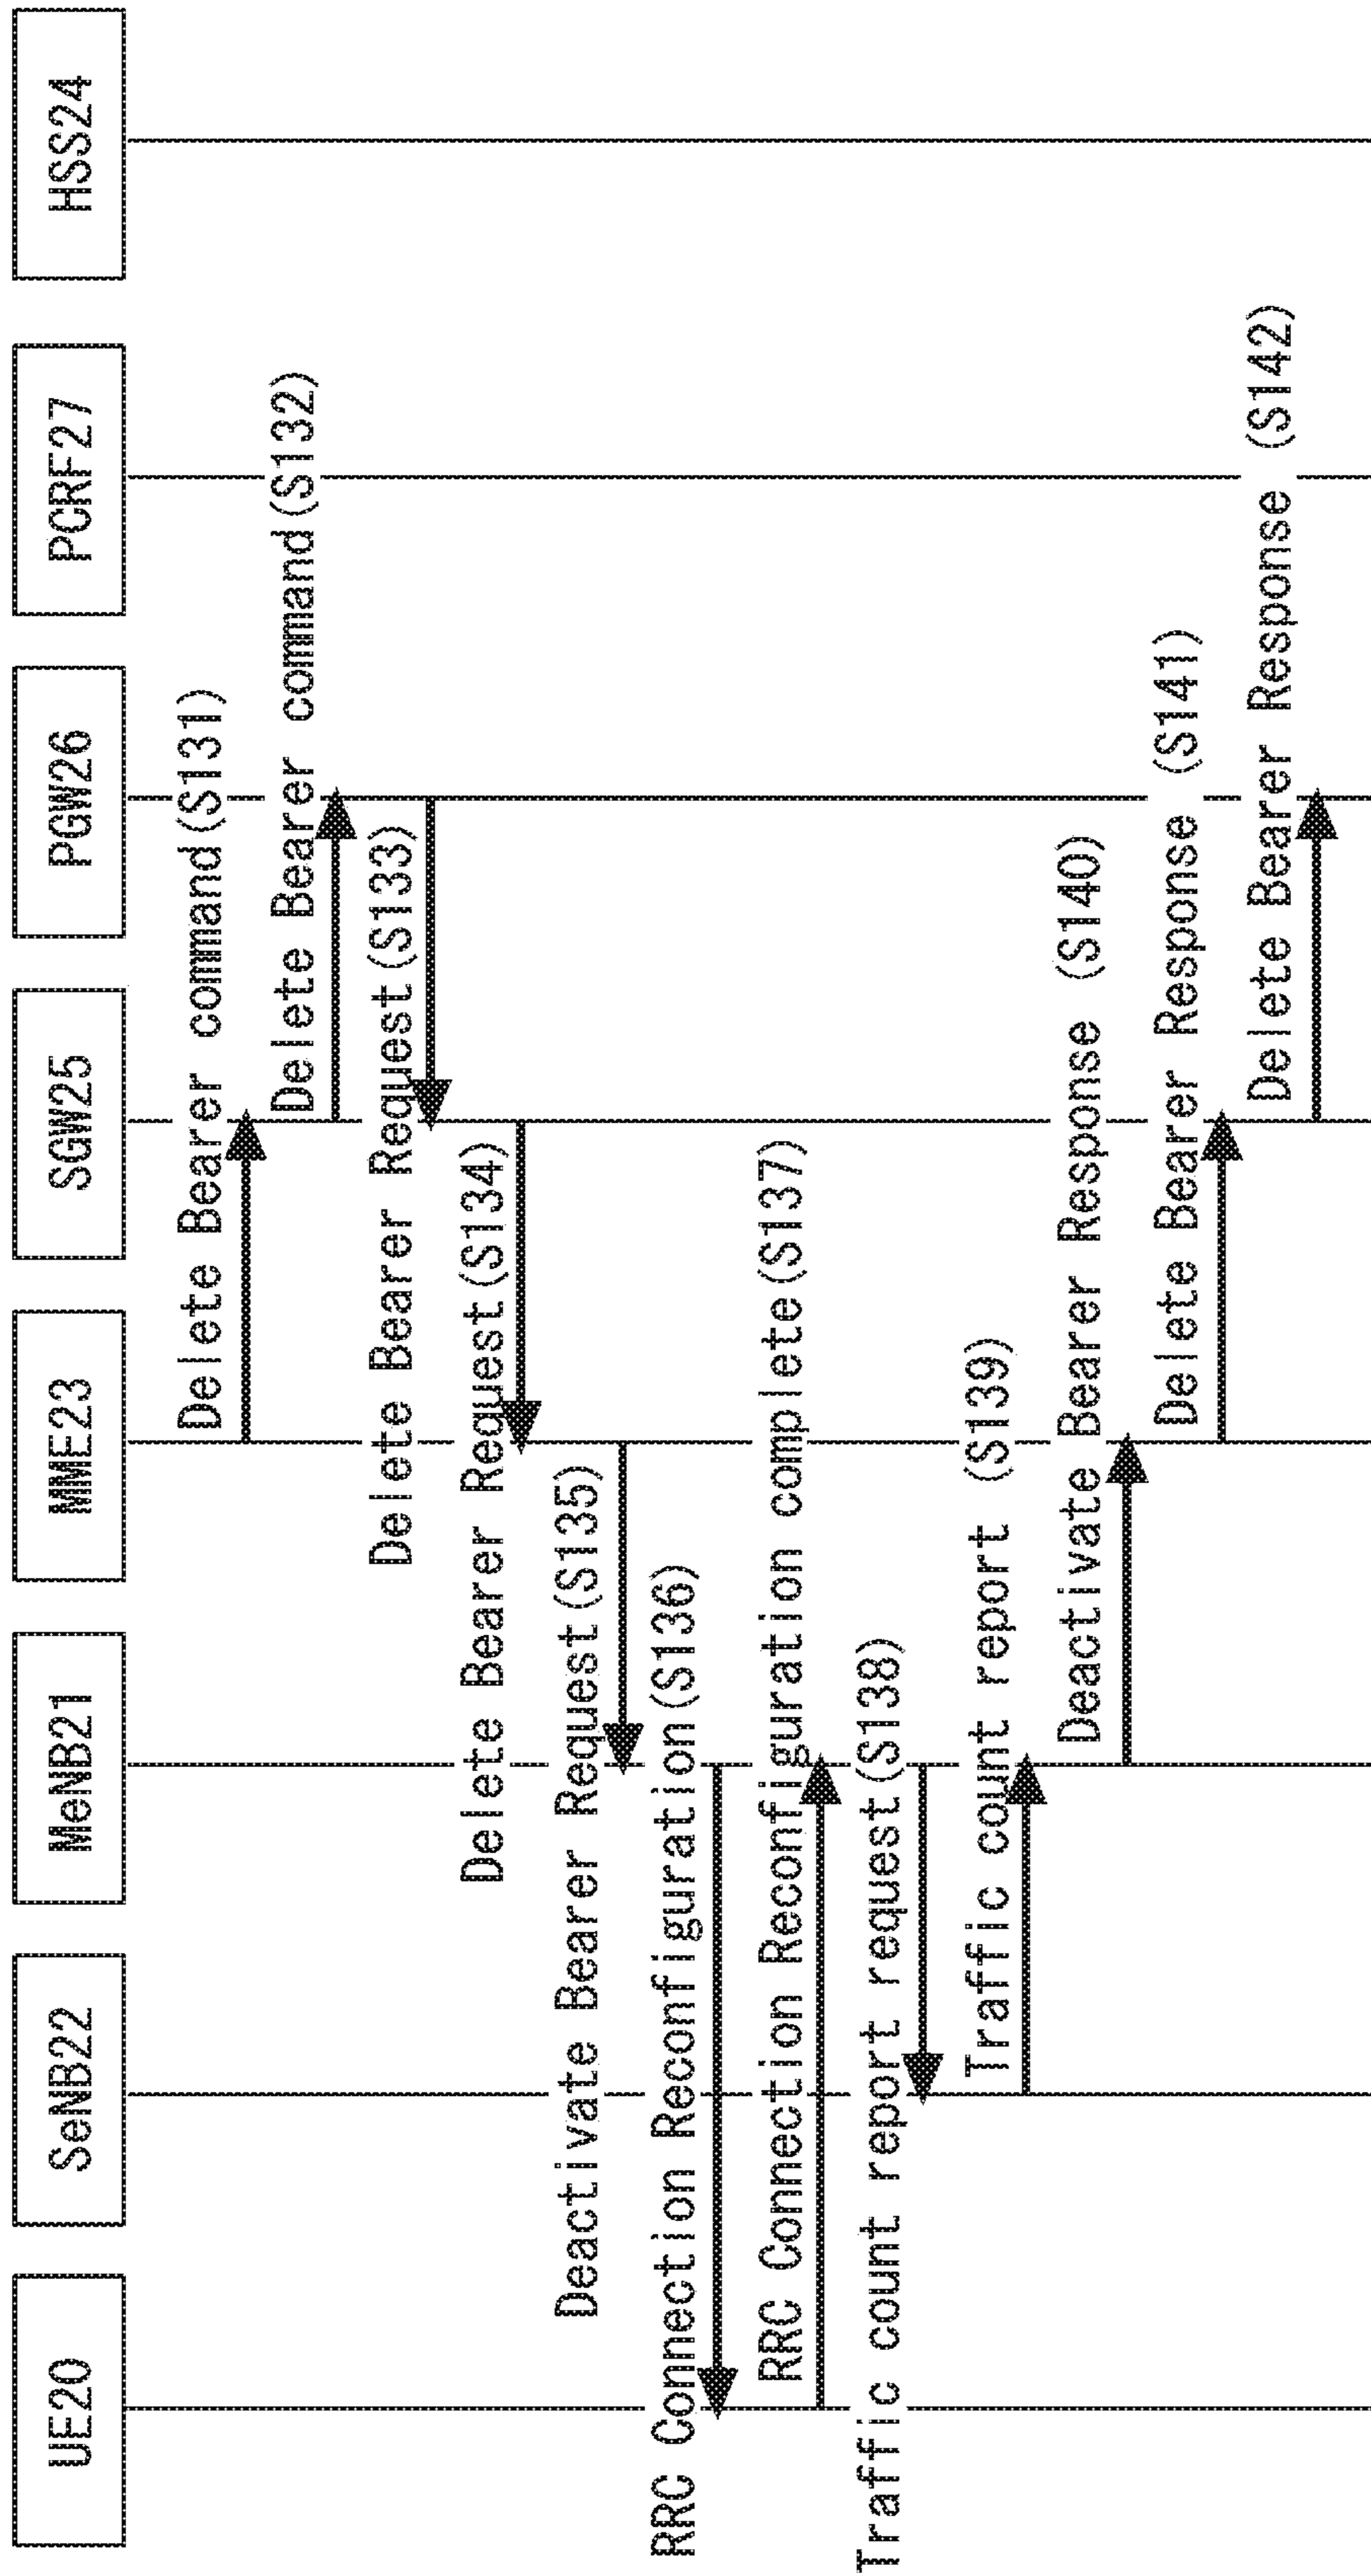 UE20
SeNB22
MeNB21
MME23
SGW25
PGW26
PCRF27
HSS24
Delete Bearer command(S131)
Delete Bearer command(S132)
Delete Bearer Request(S133)
Delete Bearer Request(S134)
Deactivate Bearer Request(S135)
RRC Connection Reconfiguration(S136)
RRC Connection Reconfiguration complete(S137)
Traffic count report request(S138)
Traffic count report (S139)
Deactivate Bearer Response (S140)
Delete Bearer Response (S141)
Delete Bearer Response (S142)